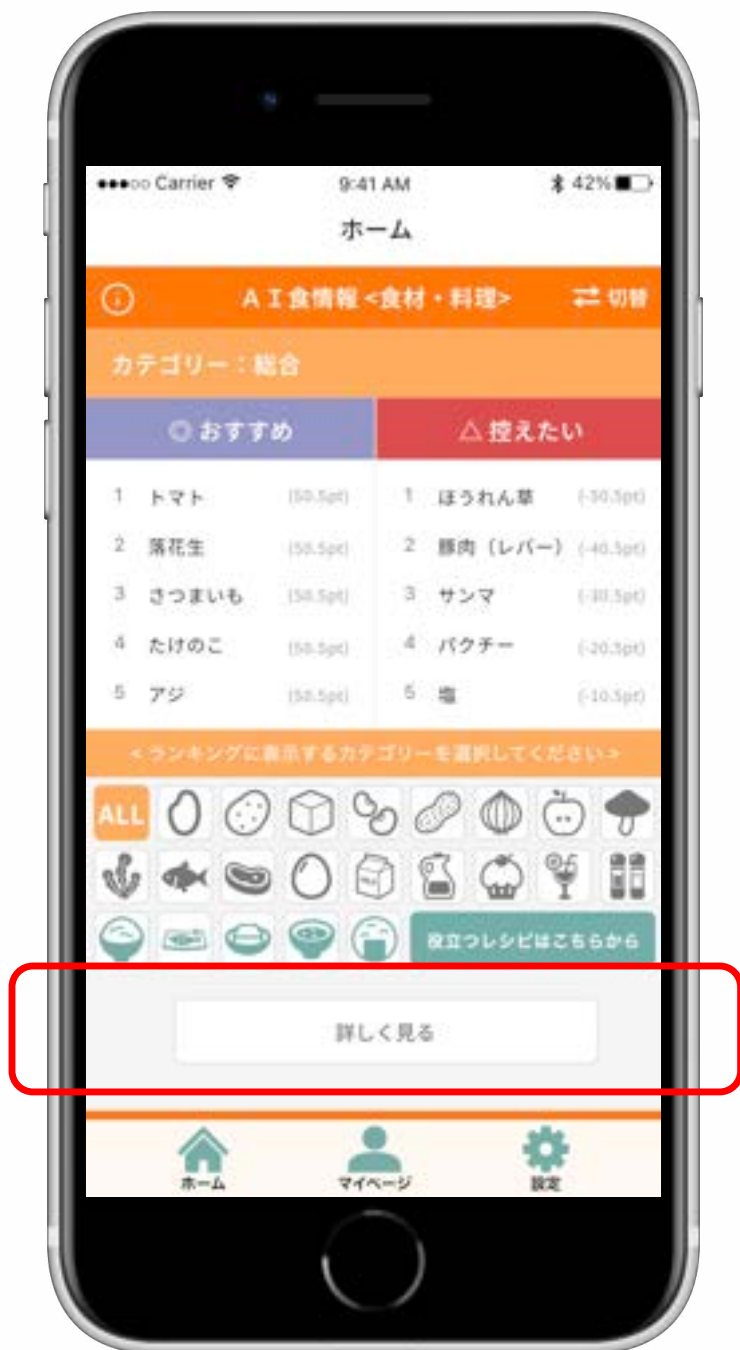 ●●●○○ Carrier 9:41 AM 42%
ホーム
ＡＩ食情報 <食材・料理> 切替
カテゴリー：総合
◎ おすすめ △ 控えたい
1 トマト (50.5pt) 1 ほうれん草 (-50.5pt)
2 落花生 (50.5pt) 2 豚肉（レバー） (-40.5pt)
3 さつまいも (50.5pt) 3 サンマ (-30.5pt)
4 たけのこ (50.5pt) 4 パクチー (-20.5pt)
5 アジ (50.5pt) 5 塩 (-10.5pt)
< ランキングに表示するカテゴリーを選択してください >
ALL
役立つレシピはこちらから
詳しく見る
ホーム マイページ 設定